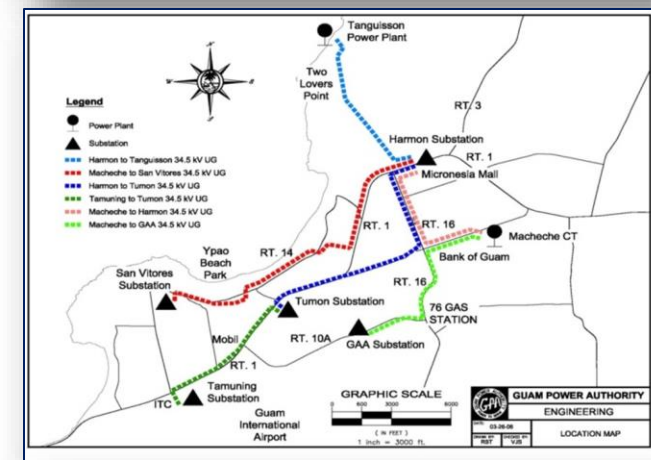 Tanguisson
Power Plant
Two
Lovers
Point
N
RT. 3
Legend
Power Plant
Substation
Harmon to Tanguisson 34.5 kV UG
Macheche to San Vitores 34.5 kV UG
Harmon to Tumon 34.5 kV UG
Tamuning to Tumon 34.5 kV UG
Macheche to Harmon 34.5 kV UG
Macheche to GAA 34.5 kV UG
Harmon Substation
RT. 1
Micronesia Mall
RT. 1
RT. 16
Macheche CT
Bank of Guam
Ypao
Beach
Park
RT. 14
San Vitores
Substation
RT. 16
Tumon Substation
76 GAS
STATION
Mobil
RT. 10A
GAA Substation
RT. 1
ITC
Tamuning
Substation
Guam
International
Airport
GRAPHIC SCALE
( IN FEET )
1 inch = 3000 ft.
GPA
GUAM POWER AUTHORITY
ENGINEERING
LOCATION MAP